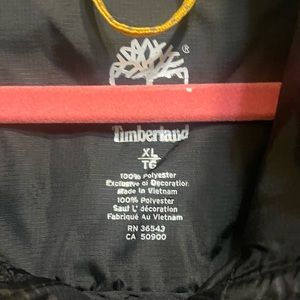 ®
Timberland
XL
TG
100% Polyester
Exclusive of Decoration
Made in Vietnam
100% Polyester
Sauf L' décoration
Fabriqué Au Vietnam
RN 36543
CA 50900